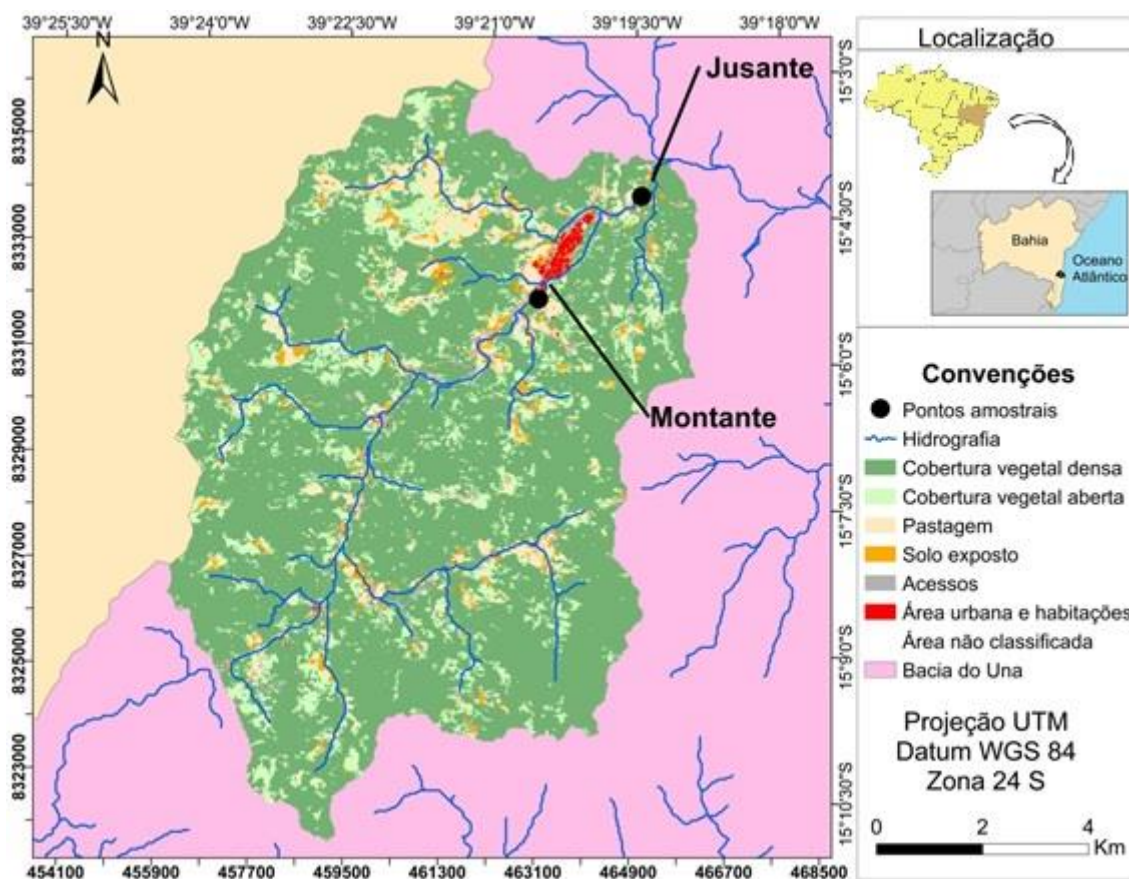 39°25'30"W 39°24'0"W 39°22'30"W 39°21'0"W 39°19'30"W 39°18'0"W
N
Jusante
Montante
8335000
8333000
8331000
8329000
8327000
8325000
8323000
15°3'0"S
15°4'30"S
15°6'0"S
15°7'30"S
15°9'0"S
15°10'30"S
454100 455900 457700 459500 461300 463100 464900 466700 468500
Localização
Bahia
Oceano
Atlântico
Convenções
Pontos amostrais
Hidrografia
Cobertura vegetal densa
Cobertura vegetal aberta
Pastagem
Solo exposto
Acessos
Área urbana e habitações
Área não classificada
Bacia do Una
Projeção UTM
Datum WGS 84
Zona 24 S
0 2 4
Km